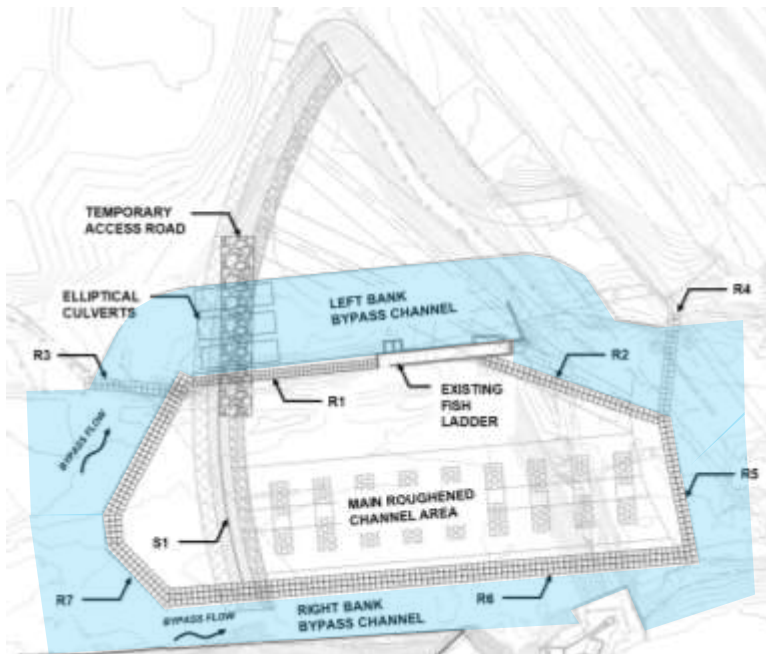 TEMPORARY
ACCESS ROAD
ELLIPTICAL
CULVERTS
LEFT BANK
BYPASS CHANNEL
R4
R3
R2
R1
EXISTING
FISH
LADDER
BYPASS FLOW
R5
MAIN ROUGHENED
CHANNEL AREA
S1
R7
R6
RIGHT BANK
BYPASS CHANNEL
BYPASS FLOW